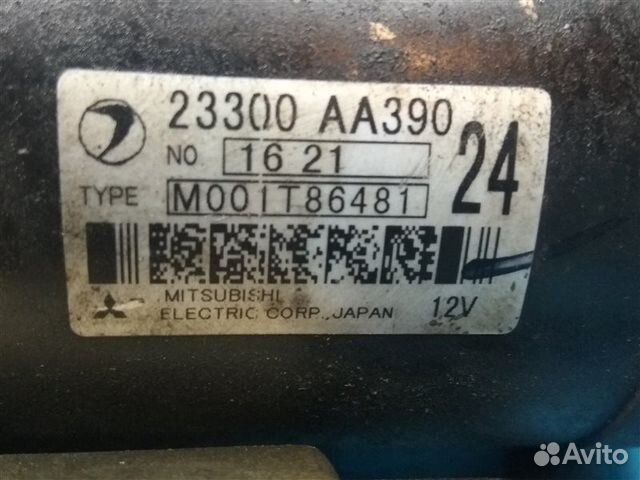 23300 AA390
NO 16 21
24
TYPE M001T86481
MITSUBISHI
ELECTRIC CORP., JAPAN 12V
Avito